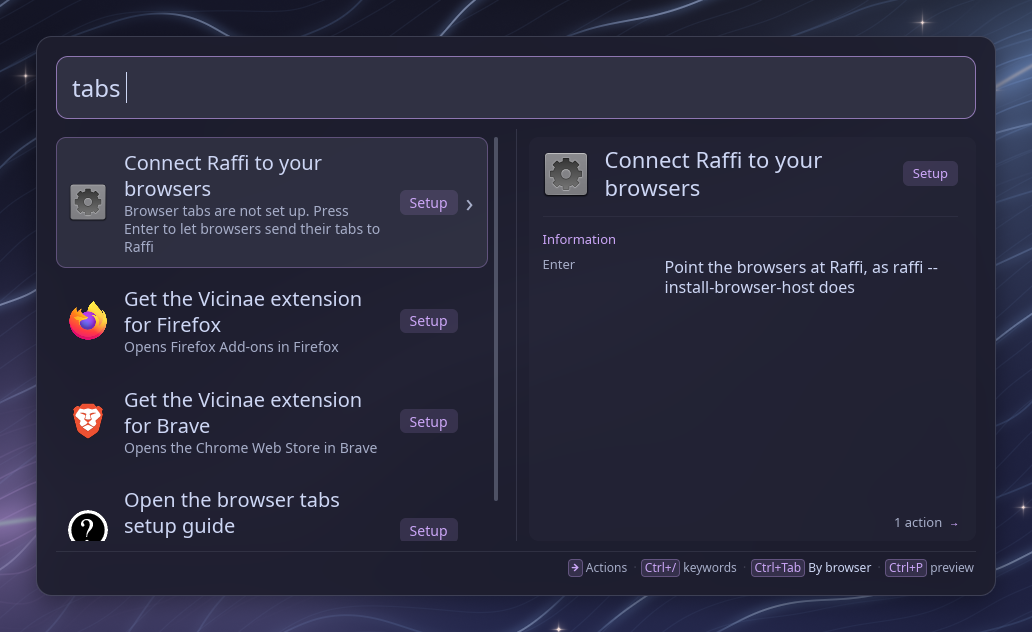 tabs
Connect Raffi to your
browsers
Browser tabs are not set up. Press
Enter to let browsers send their tabs to
Raffi
Setup
Get the Vicinae extension
for Firefox
Opens Firefox Add-ons in Firefox
Setup
Get the Vicinae extension
for Brave
Opens the Chrome Web Store in Brave
Setup
Open the browser tabs
setup guide
Setup
Connect Raffi to your
browsers
Setup
Information
Enter
Point the browsers at Raffi, as raffi --
install-browser-host does
1 action →
→ Actions · Ctrl+/ keywords · Ctrl+Tab By browser · Ctrl+P preview